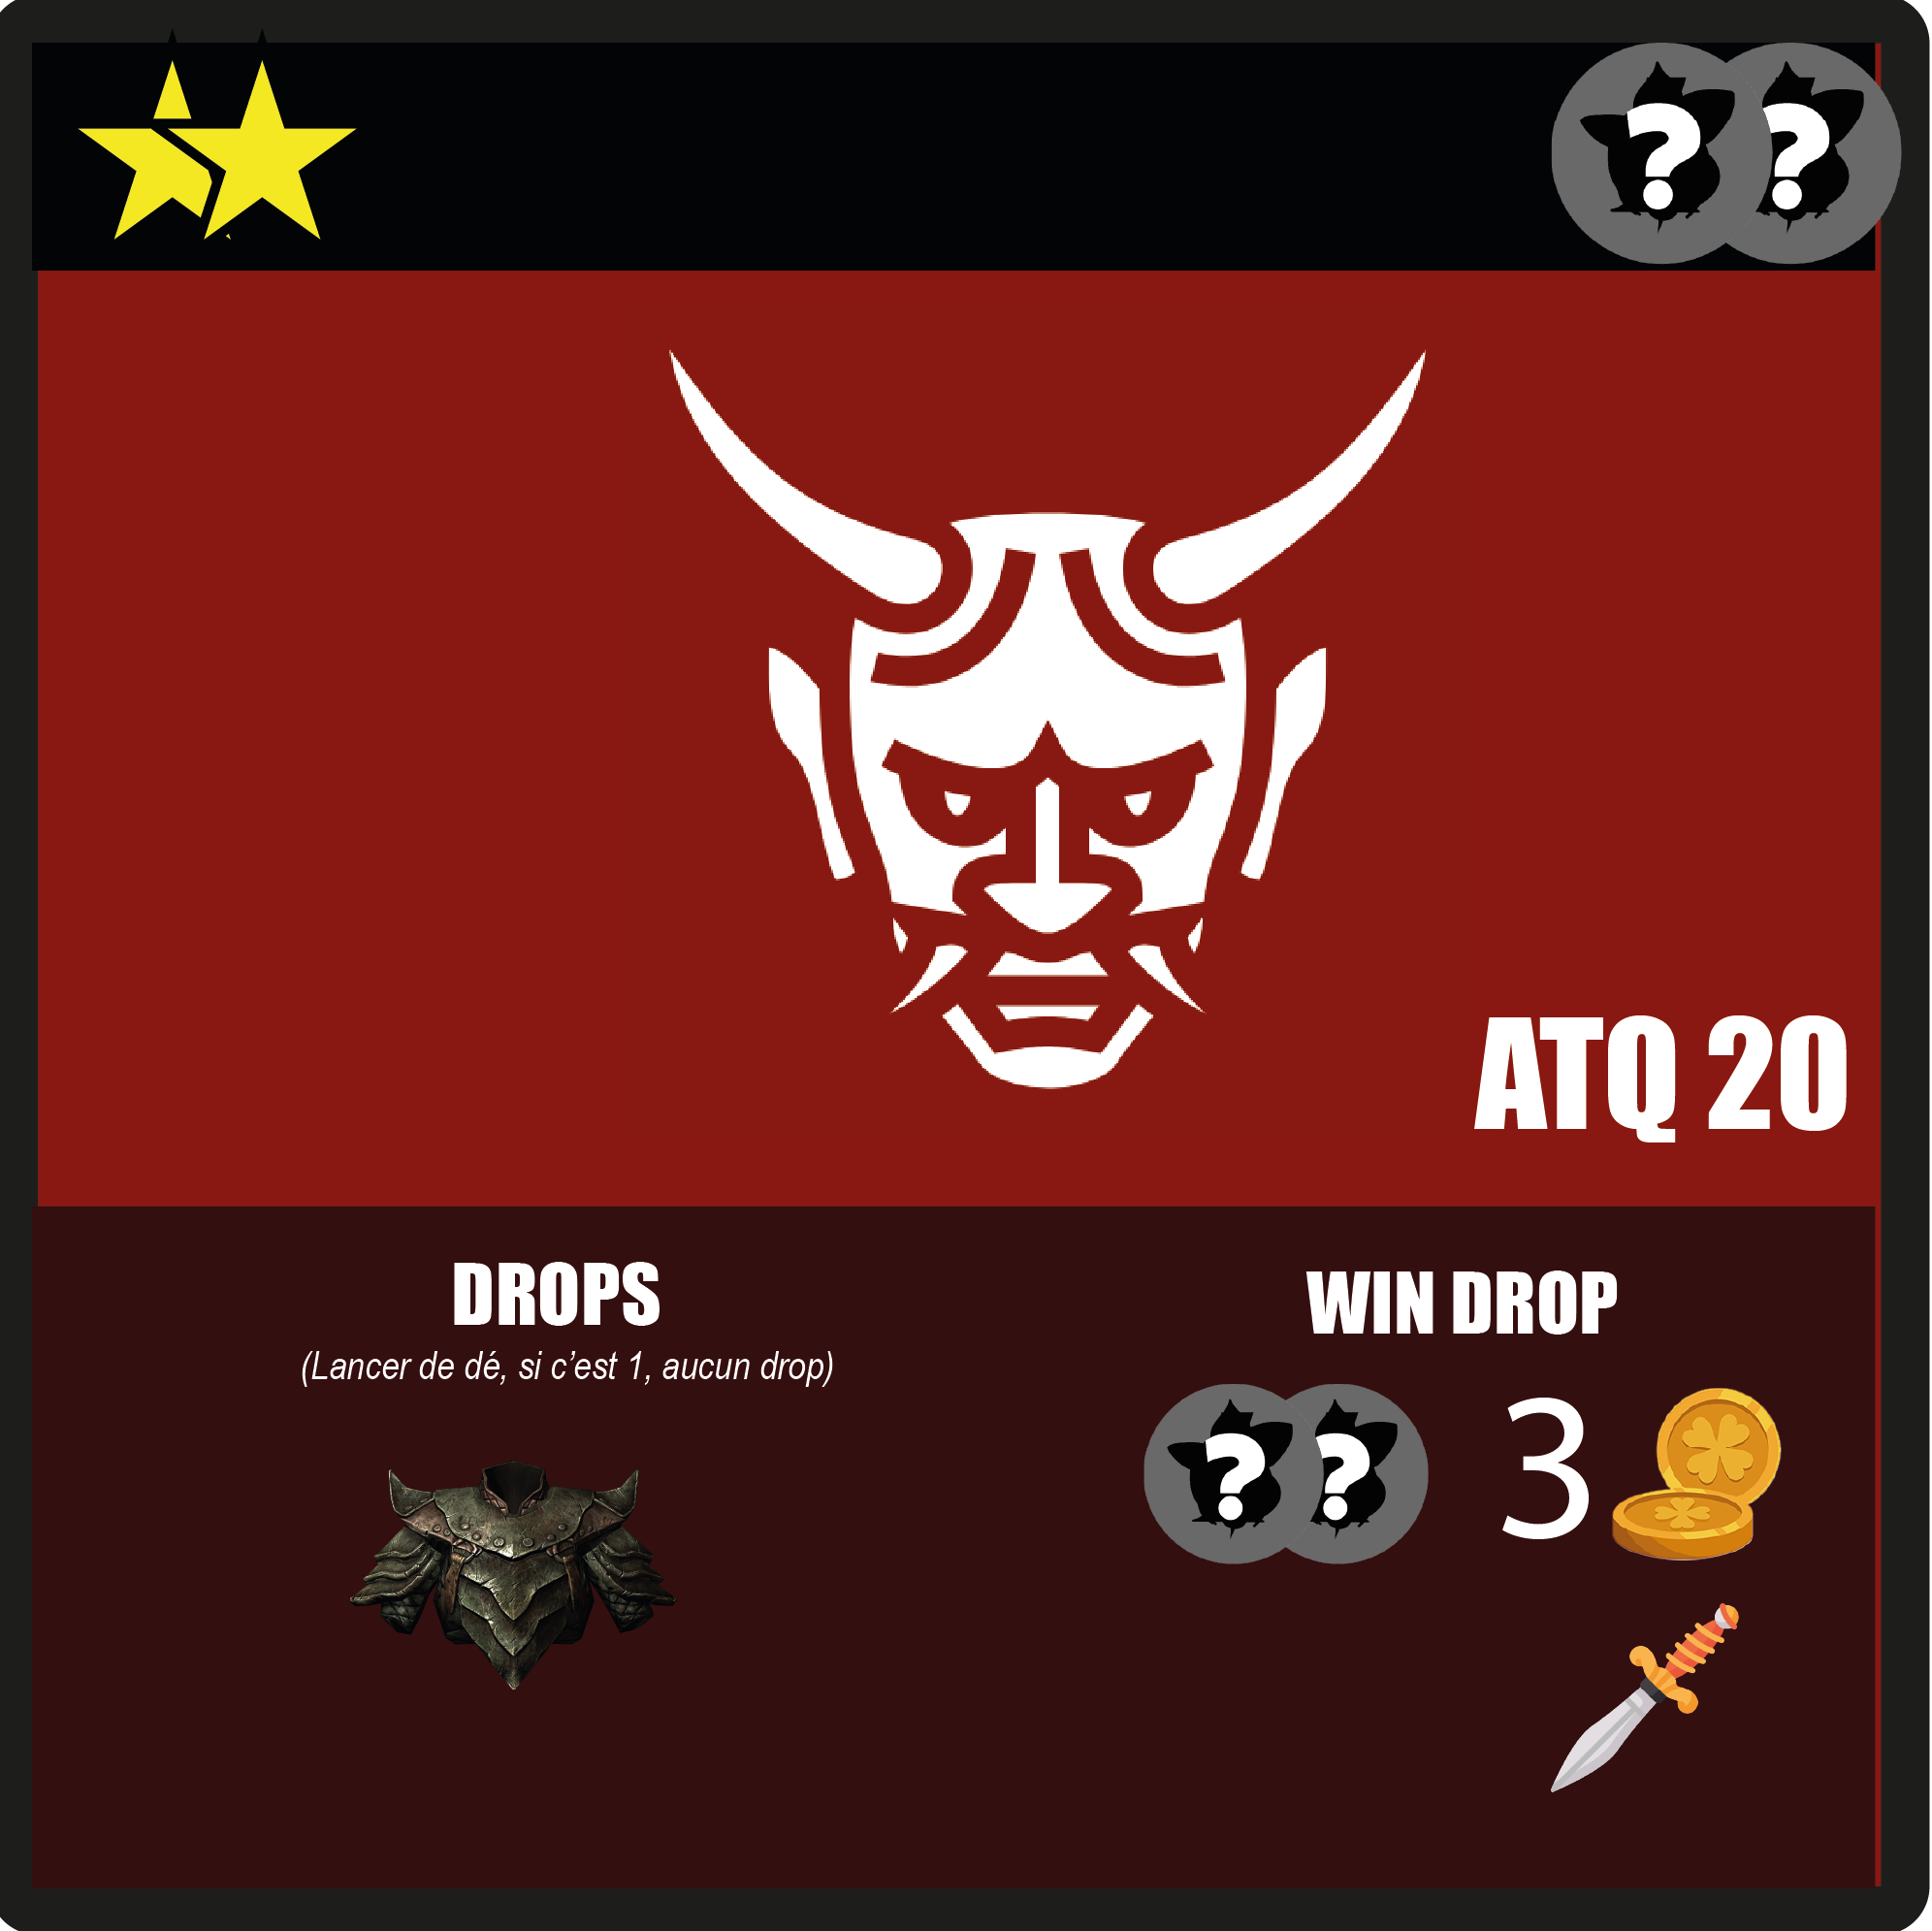 ? ?
ATQ 20
DROPS
(Lancer de dé, si c’est 1, aucun drop)
WIN DROP
? ? 3